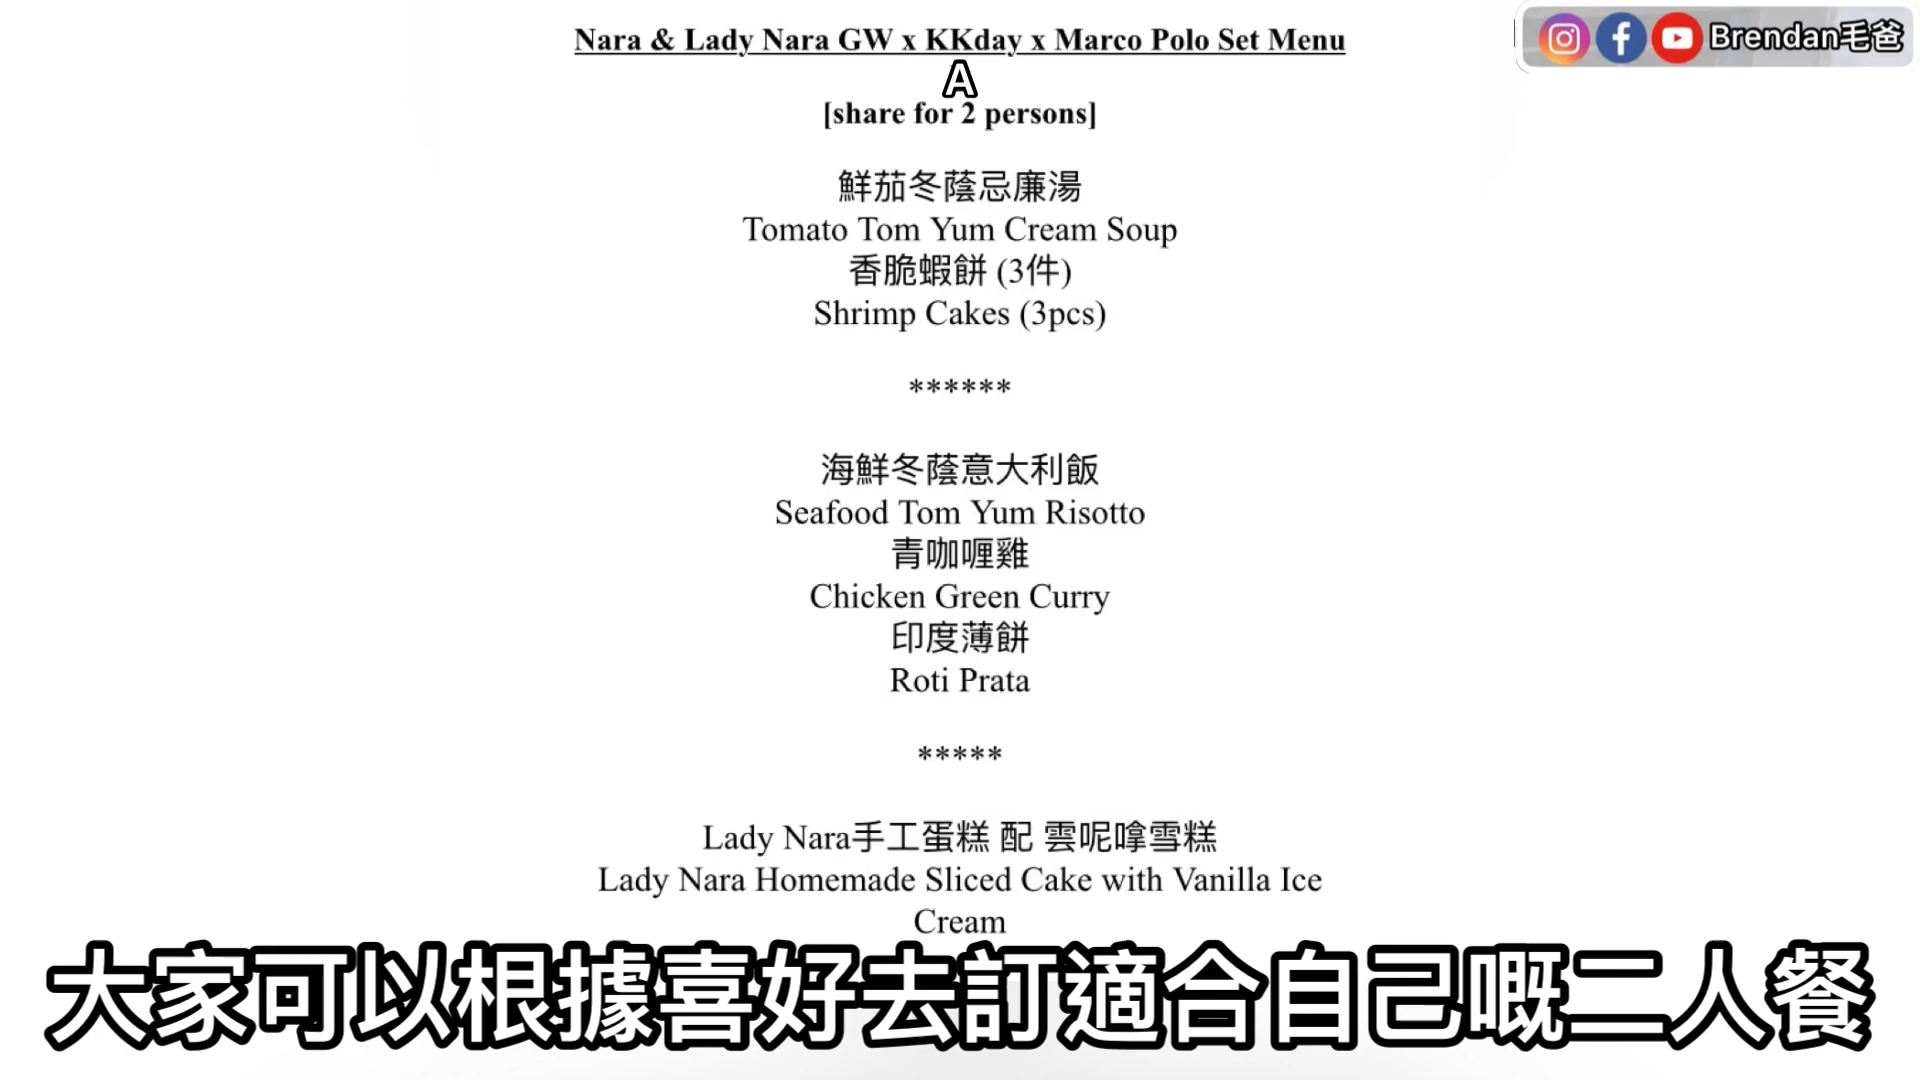 Nara & Lady Nara GW x KKday x Marco Polo Set Menu
A
[share for 2 persons]
Brendan毛爸
鮮茄冬蔭忌廉湯
Tomato Tom Yum Cream Soup
香脆蝦餅 (3件)
Shrimp Cakes (3pcs)
******
海鮮冬蔭意大利飯
Seafood Tom Yum Risotto
青咖喱雞
Chicken Green Curry
印度薄餅
Roti Prata
*****
Lady Nara手工蛋糕 配 雲呢嗱雪糕
Lady Nara Homemade Sliced Cake with Vanilla Ice
Cream
大家可以根據喜好去訂適合自己嘅二人餐